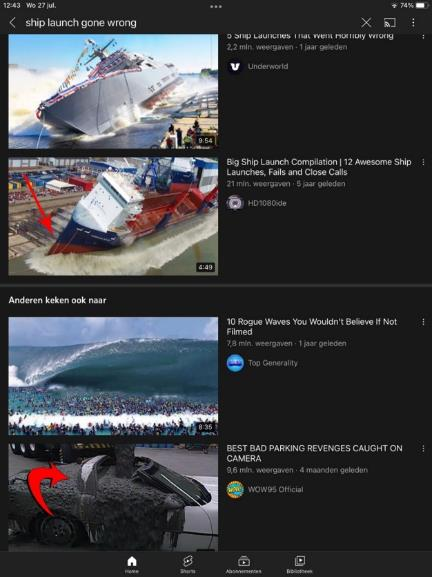 12:43 Wo 27 jul.
74%
ship launch gone wrong
5 Ship Launches That Went Horribly Wrong
2,2 mln. weergaven · 1 jaar geleden
Underworld
9:54
Big Ship Launch Compilation | 12 Awesome Ship
Launches, Fails and Close Calls
21 mln. weergaven · 5 jaar geleden
HD1080ide
4:49
Anderen keken ook naar
10 Rogue Waves You Wouldn't Believe If Not
Filmed
7,8 mln. weergaven · 1 jaar geleden
Top Generality
8:35
BEST BAD PARKING REVENGES CAUGHT ON
CAMERA
9,6 mln. weergaven · 4 maanden geleden
WOW95 Official
Home
Shorts
Abonnementen
Bibliotheek